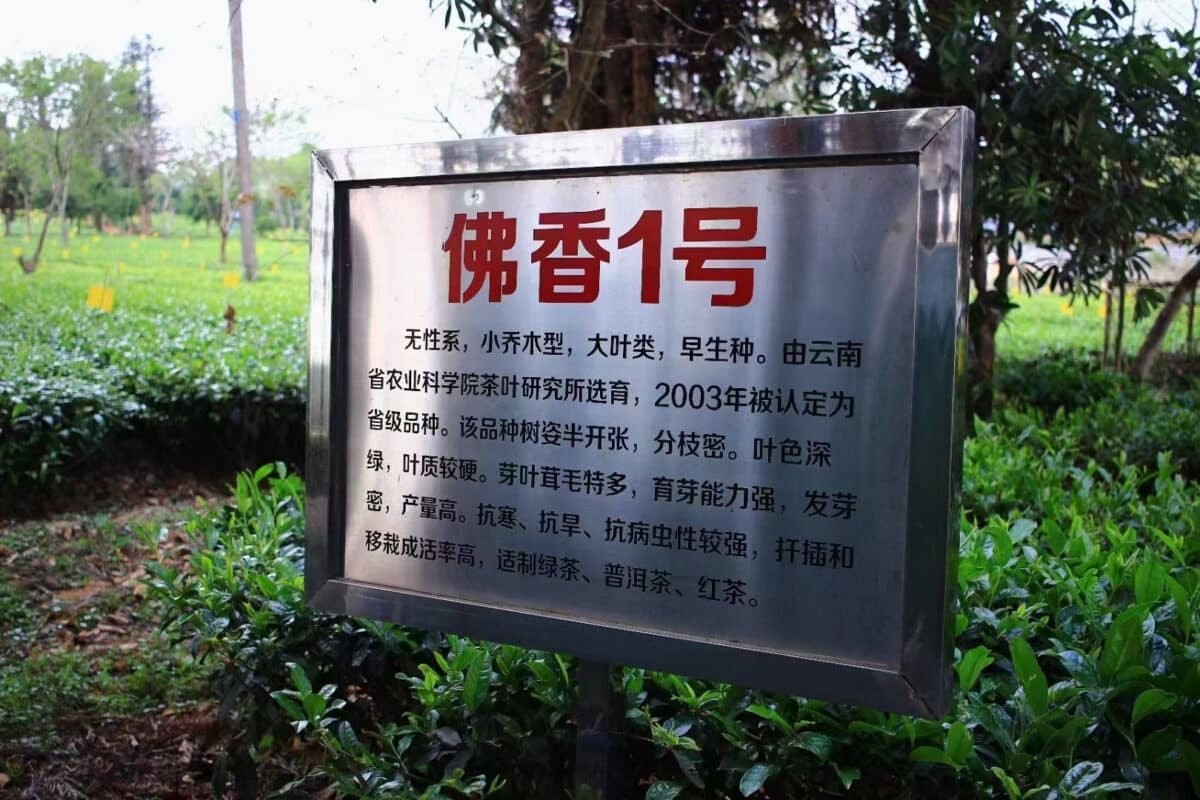 佛香1号
无性系，小乔木型，大叶类，早生种。由云南
省农业科学院茶叶研究所选育，2003年被认定为
省级品种。该品种树姿半开张，分枝密。叶色深
绿，叶质较硬。芽叶茸毛特多，育芽能力强，发芽
密，产量高。抗寒、抗旱、抗病虫性较强，扦插和
移栽成活率高，适制绿茶、普洱茶、红茶。